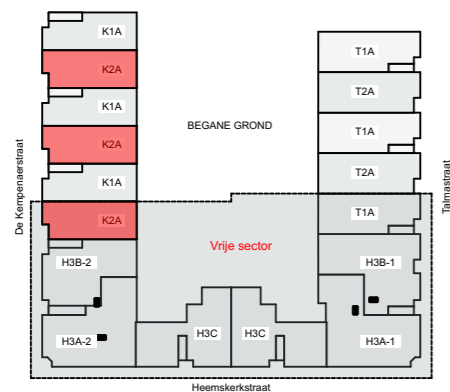 K1A
T1A
K2A
T2A
K1A
BEGANE GROND
T1A
K2A
T2A
K1A
De Kempenaerstraat
Talmastraat
K2A
T1A
Vrije sector
H3B-2
H3B-1
H3A-2
H3C
H3C
H3A-1
Heemskerkstraat